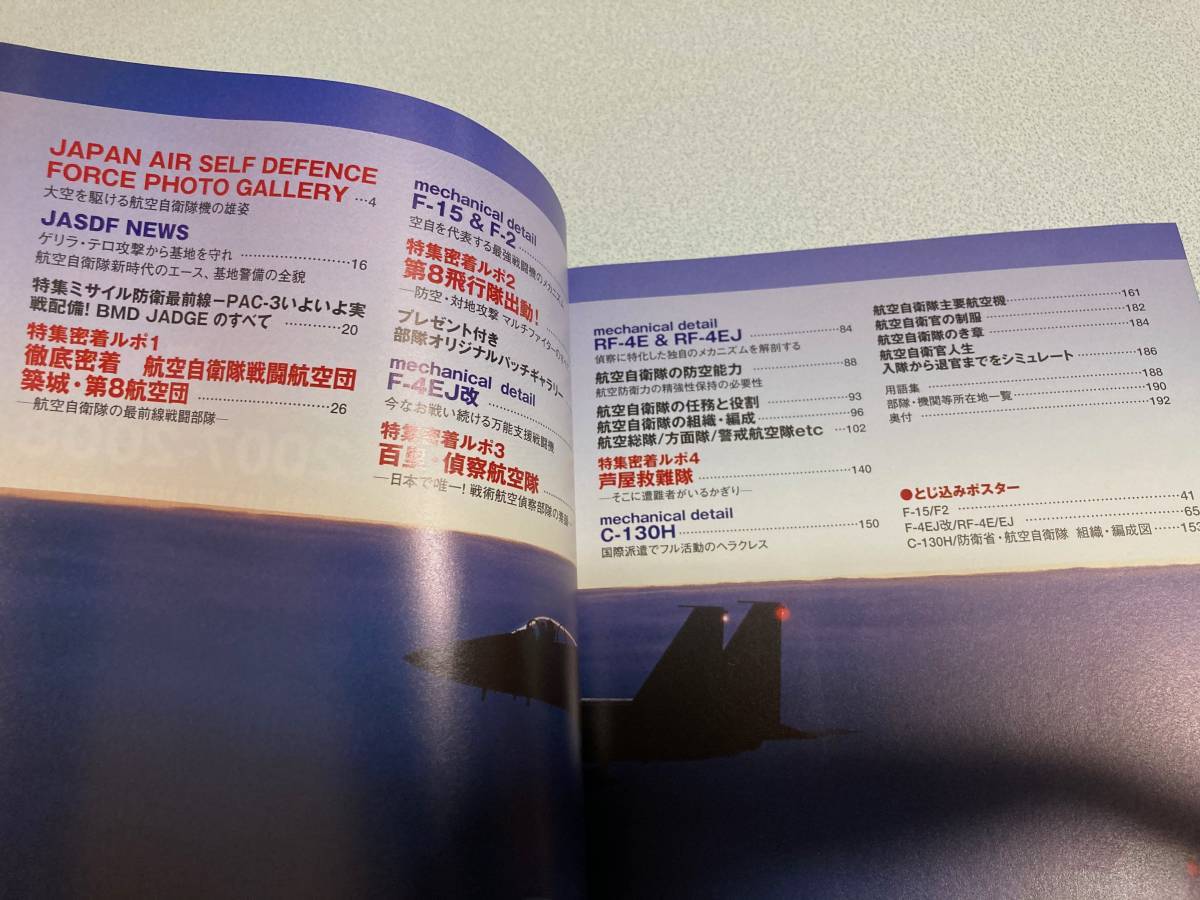 JAPAN AIR SELF DEFENCE
FORCE PHOTO GALLERY …4
大空を駆ける航空自衛隊機の雄姿
JASDF NEWS
ゲリラ・テロ攻撃から基地を守れ ……………………16
航空自衛隊新時代のエース、基地警備の全貌
特集ミサイル防衛最前線−PAC-3いよいよ実
戦配備! BMD JADGE のすべて …………20
特集密着ルポ1
徹底密着 航空自衛隊戦闘航空団
築城・第8航空団 ……………………26
―航空自衛隊の最前線戦闘部隊―
mechanical detail
F-15 & F-2
空自を代表する最強戦闘機のメカニズム
特集密着ルポ2
第8飛行隊出動!
―防空・対地攻撃 マルチファイターの
プレゼント付き
部隊オリジナルパッチギャラリー
mechanical detail
F-4EJ改
今なお戦い続ける万能支援戦闘機
特集密着ルポ3
百里・偵察航空隊
―日本で唯一! 戦術航空偵察部隊の素顔
mechanical detail
RF-4E & RF-4EJ ……………84
偵察に特化した独自のメカニズムを解剖する
航空自衛隊の防空能力 ……………………88
航空防衛力の精強性保持の必要性
航空自衛隊の任務と役割 ……………………93
航空自衛隊の組織・編成 ……………………96
航空総隊/方面隊/警戒航空隊etc …102
特集密着ルポ4
芦屋救難隊 ……………………140
―そこに遭難者がいるかぎり―
mechanical detail
C-130H ……………………150
国際派遣でフル活動のヘラクレス
航空自衛隊主要航空機 ……………………161
航空自衛官の制服 ……………………182
航空自衛隊のき章 ……………………184
航空自衛官人生
入隊から退官までをシミュレート …………186
用語集 ……………………188
部隊・機関等所在地一覧 ……………………190
奥付 ……………………192
●とじ込みポスター
F-15/F2 ……………………41
F-4EJ改/RF-4E/EJ ……………………65
C-130H/防衛省・航空自衛隊 組織・編成図 …153